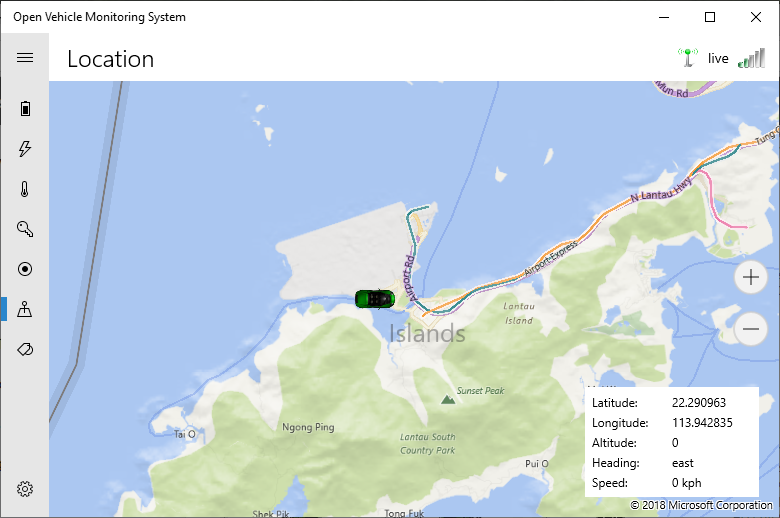 Open Vehicle Monitoring System
Location
live
Mun Rd
Tung C
N Lantau Hwy
Airport Express
Airport Rd
Lantau
Island
Islands
Sunset Peak
Ngong Ping
Tai O
Lantau South
Country Park
Pui O
Shek Pik
Tong Fuk
Latitude: 22.290963
Longitude: 113.942835
Altitude: 0
Heading: east
Speed: 0 kph
© 2018 Microsoft Corporation